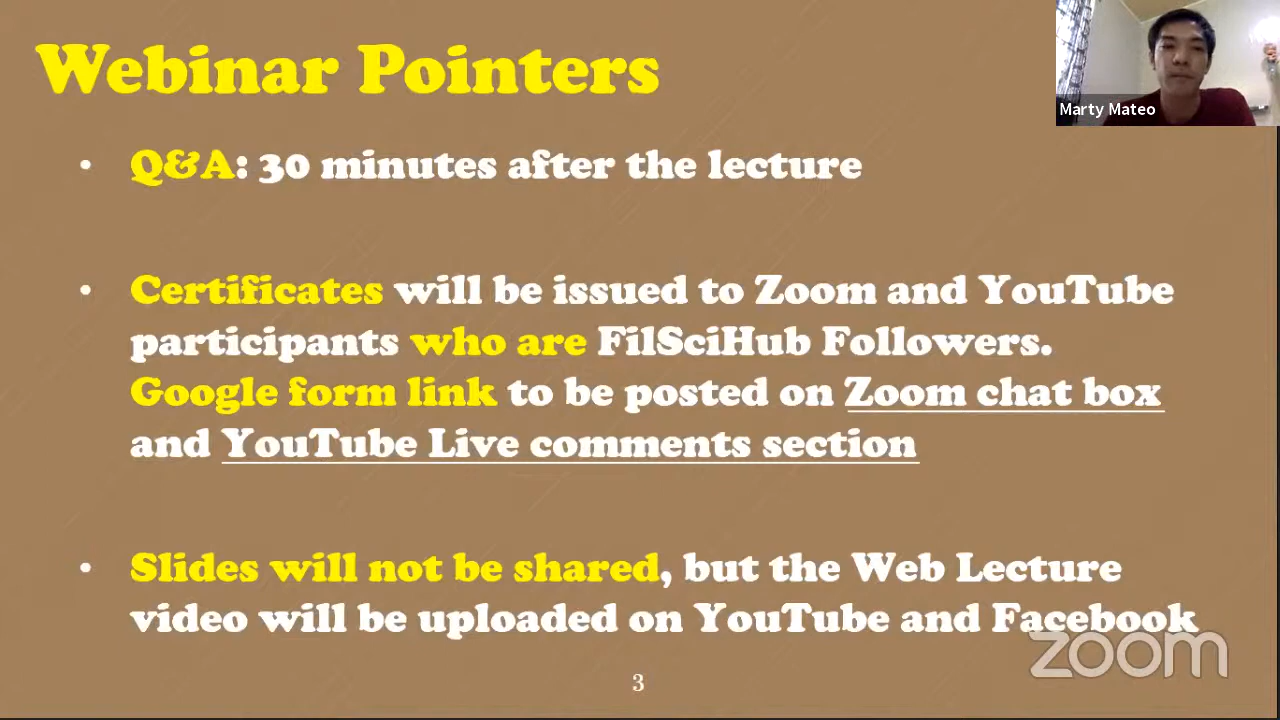 Webinar Pointers
Marty Mateo
• Q&A: 30 minutes after the lecture
• Certificates will be issued to Zoom and YouTube
participants who are FilSciHub Followers.
Google form link to be posted on Zoom chat box
and YouTube Live comments section
• Slides will not be shared, but the Web Lecture
video will be uploaded on YouTube and Facebook
zoom
3